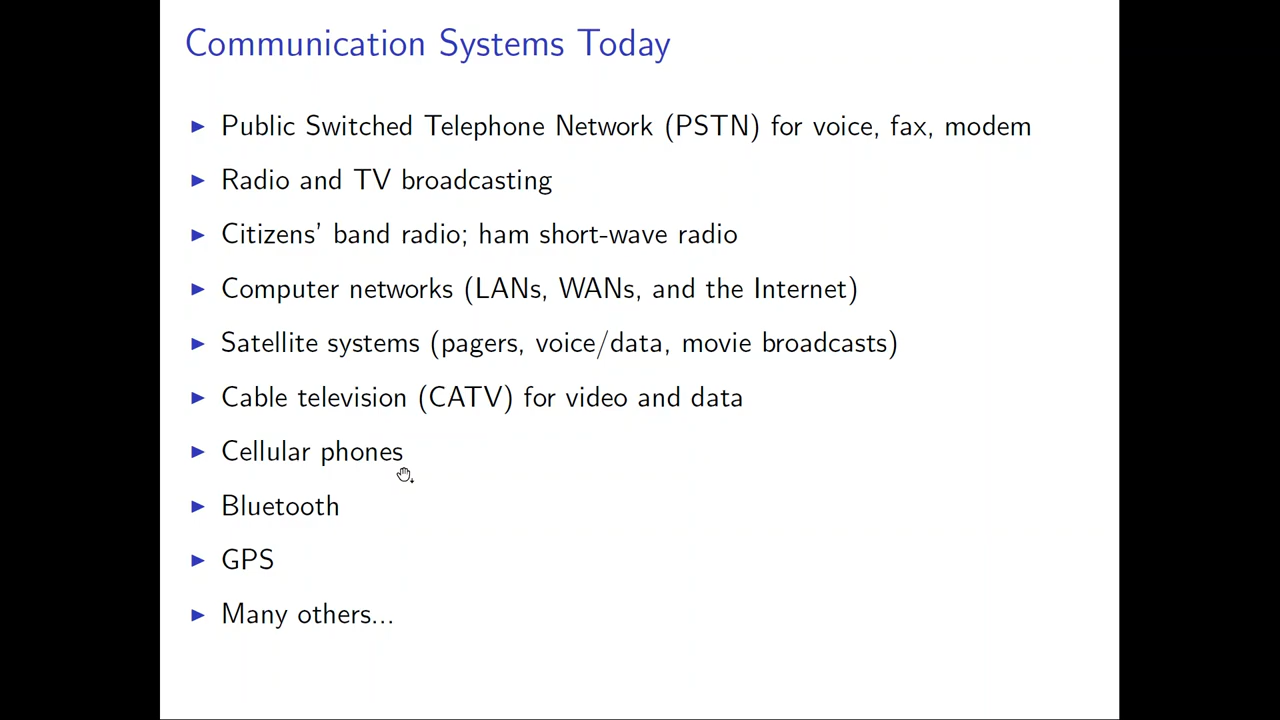 Communication Systems Today
Public Switched Telephone Network (PSTN) for voice, fax, modem
Radio and TV broadcasting
Citizens' band radio; ham short-wave radio
Computer networks (LANs, WANs, and the Internet)
Satellite systems (pagers, voice/data, movie broadcasts)
Cable television (CATV) for video and data
Cellular phones
Bluetooth
GPS
Many others...